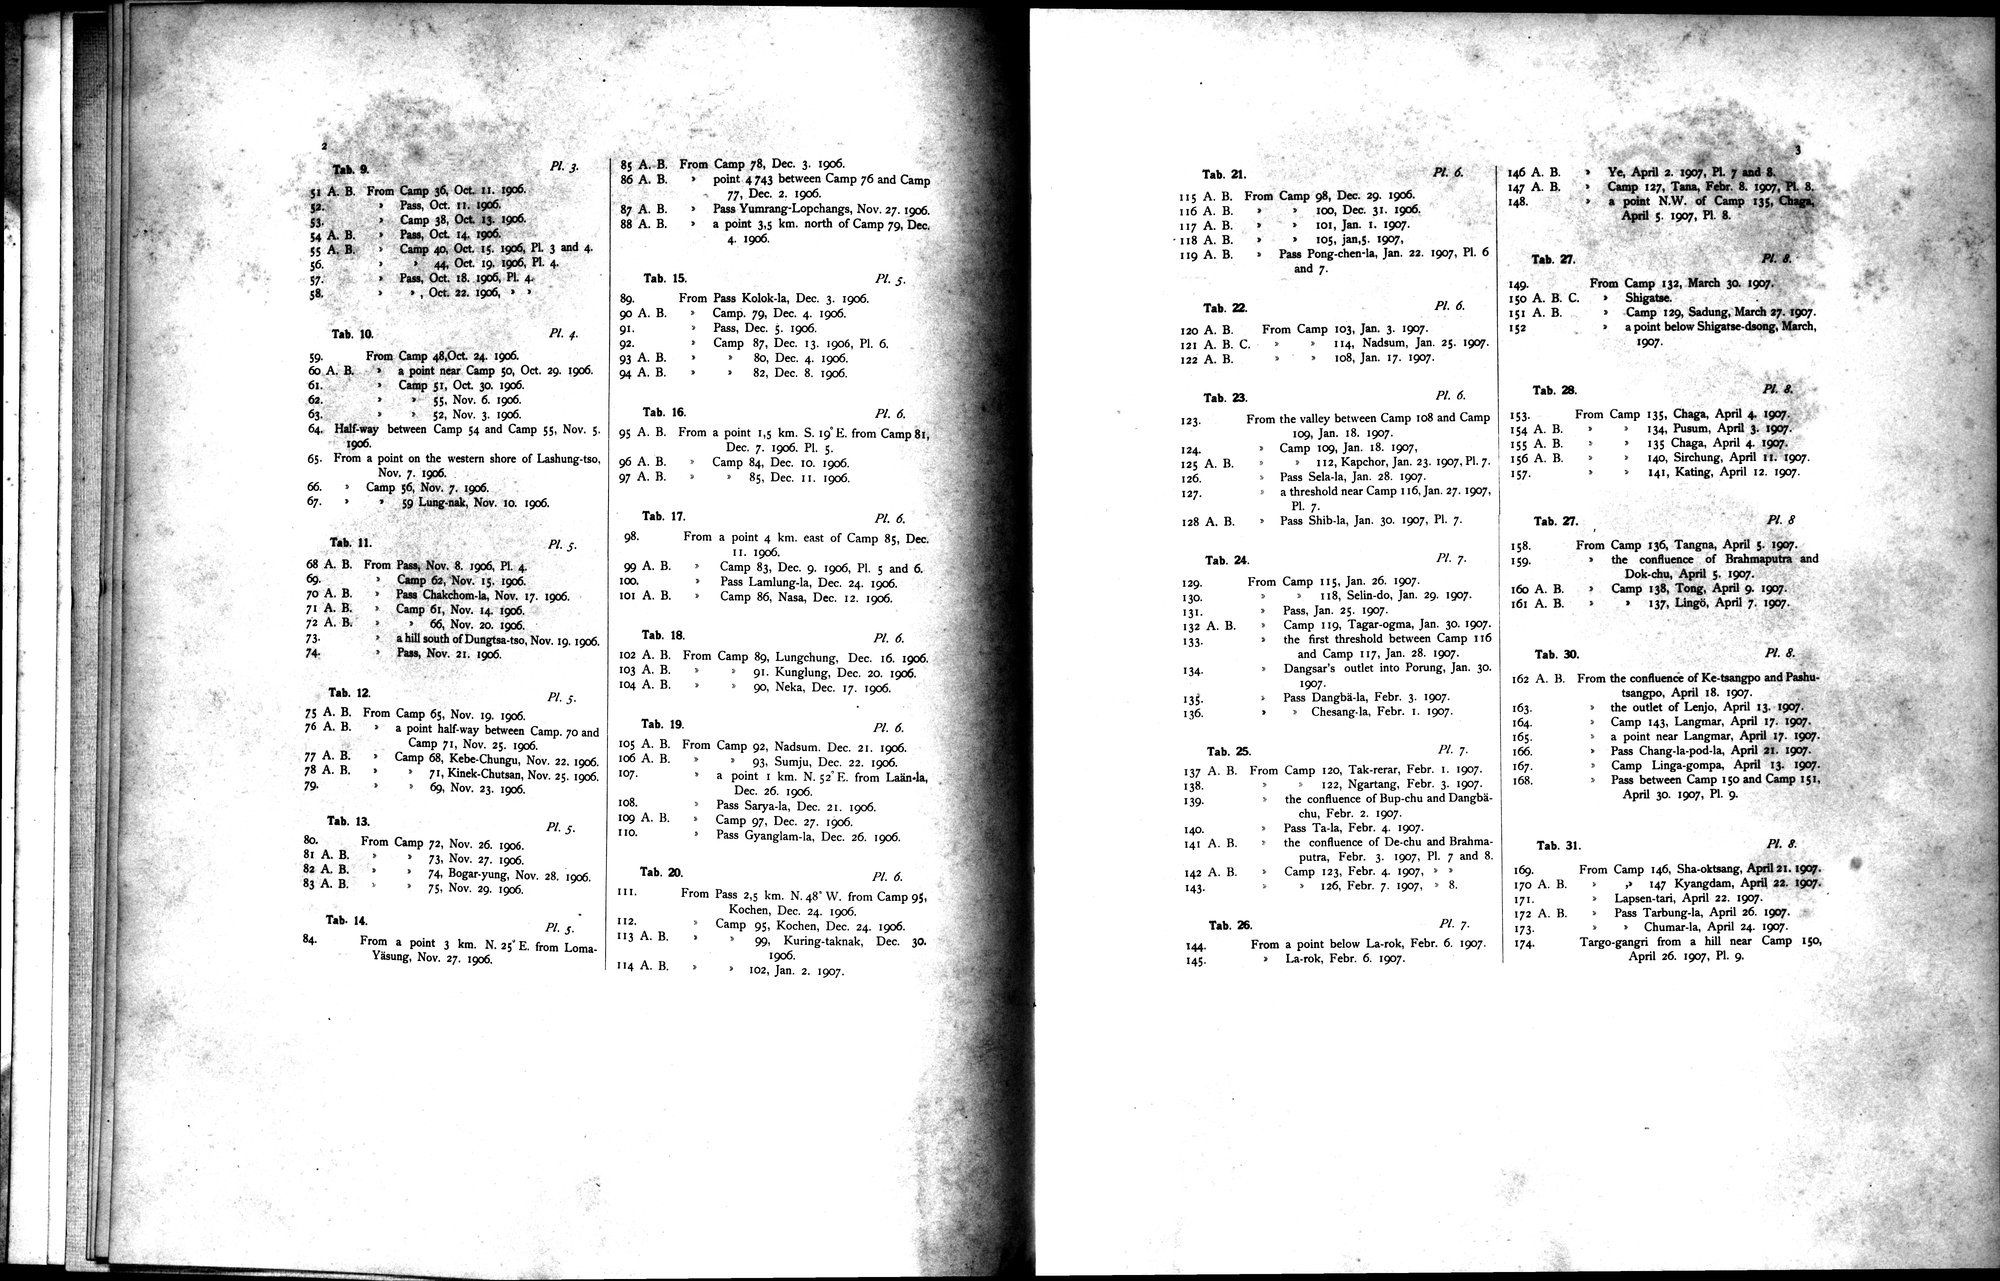 2
Tab. 9. Pl. 3.
51 A. B. From Camp 36, Oct. 11. 1906.
52. » Pass, Oct. 11. 1906.
53. » Camp 38, Oct. 13. 1906.
54 A. B. » Pass, Oct. 14. 1906.
55 A. B. » Camp 40, Oct. 15. 1906, Pl. 3 and 4.
56. » » 44, Oct. 19. 1906, Pl. 4.
57. » Pass, Oct. 18. 1906, Pl. 4.
58. » » , Oct. 22. 1906, » »
Tab. 10. Pl. 4.
59. From Camp 48,Oct. 24. 1906.
60 A. B. » a point near Camp 50, Oct. 29. 1906.
61. » Camp 51, Oct. 30. 1906.
62. » » 55, Nov. 6. 1906.
63. » » 52, Nov. 3. 1906.
64. Half-way between Camp 54 and Camp 55, Nov. 5.
1906.
65. From a point on the western shore of Lashung-tso,
Nov. 7. 1906.
66. » Camp 56, Nov. 7. 1906.
67. » » 59 Lung-nak, Nov. 10. 1906.
Tab. 11. Pl. 5.
68 A. B. From Pass, Nov. 8. 1906, Pl. 4.
69. » Camp 62, Nov. 15. 1906.
70 A. B. » Pass Chakchom-la, Nov. 17. 1906.
71 A. B. » Camp 61, Nov. 14. 1906.
72 A. B. » » 66, Nov. 20. 1906.
73. » a hill south of Dungtsa-tso, Nov. 19. 1906.
74. » Pass, Nov. 21. 1906.
Tab. 12. Pl. 5.
75 A. B. From Camp 65, Nov. 19. 1906.
76 A. B. » a point half-way between Camp. 70 and
Camp 71, Nov. 25. 1906.
77 A. B. » Camp 68, Kebe-Chungu, Nov. 22. 1906.
78 A. B. » » 71, Kinek-Chutsan, Nov. 25. 1906.
79. » » 69, Nov. 23. 1906.
Tab. 13. Pl. 5.
80. From Camp 72, Nov. 26. 1906.
81 A. B. » » 73, Nov. 27. 1906.
82 A. B. » » 74, Bogar-yung, Nov. 28. 1906.
83 A. B. » » 75, Nov. 29. 1906.
Tab. 14. Pl. 5.
84. From a point 3 km. N. 25° E. from Loma-
Yäsung, Nov. 27. 1906.
85 A. B. From Camp 78, Dec. 3. 1906.
86 A. B. » point 4 743 between Camp 76 and Camp
77, Dec. 2. 1906.
87 A. B. » Pass Yumrang-Lopchangs, Nov. 27. 1906.
88 A. B. » a point 3,5 km. north of Camp 79, Dec.
4. 1906.
Tab. 15. Pl. 5.
89. From Pass Kolok-la, Dec. 3. 1906.
90 A. B. » Camp. 79, Dec. 4. 1906.
91. » Pass, Dec. 5. 1906.
92. » Camp 87, Dec. 13. 1906, Pl. 6.
93 A. B. » » 80, Dec. 4. 1906.
94 A. B. » » 82, Dec. 8. 1906.
Tab. 16. Pl. 6.
95 A. B. From a point 1,5 km. S. 19° E. from Camp 81,
Dec. 7. 1906. Pl. 5.
96 A. B. » Camp 84, Dec. 10. 1906.
97 A. B. » » 85, Dec. 11. 1906.
Tab. 17. Pl. 6.
98. From a point 4 km. east of Camp 85, Dec.
11. 1906.
99 A. B. » Camp 83, Dec. 9. 1906, Pl. 5 and 6.
100. » Pass Lamlung-la, Dec. 24. 1906.
101 A. B. » Camp 86, Nasa, Dec. 12. 1906.
Tab. 18. Pl. 6.
102 A. B. From Camp 89, Lungchung, Dec. 16. 1906.
103 A. B. » » 91. Kunglung, Dec. 20. 1906.
104 A. B. » » 90, Neka, Dec. 17. 1906.
Tab. 19. Pl. 6.
105 A. B. From Camp 92, Nadsum. Dec. 21. 1906.
106 A. B. » » 93, Sumju, Dec. 22. 1906.
107. » a point 1 km. N. 52° E. from Laän-la,
Dec. 26. 1906.
108. » Pass Sarya-la, Dec. 21. 1906.
109 A. B. » Camp 97, Dec. 27. 1906.
110. » Pass Gyanglam-la, Dec. 26. 1906.
Tab. 20. Pl. 6.
111. From Pass 2,5 km. N. 48° W. from Camp 95,
Kochen, Dec. 24. 1906.
112. » Camp 95, Kochen, Dec. 24. 1906.
113 A. B. » » 99, Kuring-taknak, Dec. 30.
1906.
114 A. B. » » 102, Jan. 2. 1907.
3
Tab. 21. Pl. 6.
115 A. B. From Camp 98, Dec. 29. 1906.
116 A. B. » » 100, Dec. 31. 1906.
117 A. B. » » 101, Jan. 1. 1907.
118 A. B. » » 105, jan,5. 1907,
119 A. B. » Pass Pong-chen-la, Jan. 22. 1907, Pl. 6
and 7.
Tab. 22. Pl. 6.
120 A. B. From Camp 103, Jan. 3. 1907.
121 A. B. C. » » 114, Nadsum, Jan. 25. 1907.
122 A. B. » » 108, Jan. 17. 1907.
Tab. 23. Pl. 6.
123. From the valley between Camp 108 and Camp
109, Jan. 18. 1907.
124. » Camp 109, Jan. 18. 1907,
125 A. B. » » 112, Kapchor, Jan. 23. 1907, Pl. 7.
126. » Pass Sela-la, Jan. 28. 1907.
127. » a threshold near Camp 116, Jan. 27. 1907,
Pl. 7.
128 A. B. » Pass Shib-la, Jan. 30. 1907, Pl. 7.
Tab. 24. Pl. 7.
129. From Camp 115, Jan. 26. 1907.
130. » » 118, Selin-do, Jan. 29. 1907.
131. » Pass, Jan. 25. 1907.
132 A. B. » Camp 119, Tagar-ogma, Jan. 30. 1907.
133. » the first threshold between Camp 116
and Camp 117, Jan. 28. 1907.
134. » Dangsar's outlet into Porung, Jan. 30.
1907.
135. » Pass Dangbä-la, Febr. 3. 1907.
136. » » Chesang-la, Febr. 1. 1907.
Tab. 25. Pl. 7.
137 A. B. From Camp 120, Tak-rerar, Febr. 1. 1907.
138. » » 122, Ngartang, Febr. 3. 1907.
139. » the confluence of Bup-chu and Dangbä-
chu, Febr. 2. 1907.
140. » Pass Ta-la, Febr. 4. 1907.
141 A. B. » the confluence of De-chu and Brahma-
putra, Febr. 3. 1907, Pl. 7 and 8.
142 A. B. » Camp 123, Febr. 4. 1907, » »
143. » » 126, Febr. 7. 1907, » 8.
Tab. 26. Pl. 7.
144. From a point below La-rok, Febr. 6. 1907.
145. » La-rok, Febr. 6. 1907.
146 A. B. » Ye, April 2. 1907, Pl. 7 and 8.
147 A. B. » Camp 127, Tana, Febr. 8. 1907, Pl. 8.
148. » a point N.W. of Camp 135, Chaga,
April 5. 1907, Pl. 8.
Tab. 27. Pl. 8.
149. From Camp 132, March 30. 1907.
150 A. B. C. » Shigatse.
151 A. B. » Camp 129, Sadung, March 27. 1907.
152 » a point below Shigatse-dsong, March,
1907.
Tab. 28. Pl. 8.
153. From Camp 135, Chaga, April 4. 1907.
154 A. B. » » 134, Pusum, April 3. 1907.
155 A. B. » » 135 Chaga, April 4. 1907.
156 A. B. » » 140, Sirchung, April 11. 1907.
157. » » 141, Kating, April 12. 1907.
Tab. 27. Pl. 8
158. From Camp 136, Tangna, April 5. 1907.
159. » the confluence of Brahmaputra and
Dok-chu, April 5. 1907.
160 A. B. » Camp 138, Tong, April 9. 1907.
161 A. B. » » 137, Lingö, April 7. 1907.
Tab. 30. Pl. 8.
162 A. B. From the confluence of Ke-tsangpo and Pashu-
tsangpo, April 18. 1907.
163. » the outlet of Lenjo, April 13. 1907.
164. » Camp 143, Langmar, April 17. 1907.
165. » a point near Langmar, April 17. 1907.
166. » Pass Chang-la-pod-la, April 21. 1907.
167. » Camp Linga-gompa, April 13. 1907.
168. » Pass between Camp 150 and Camp 151,
April 30. 1907, Pl. 9.
Tab. 31. Pl. 8.
169. From Camp 146, Sha-oktsang, April 21. 1907.
170 A. B. » » 147 Kyangdam, April 22. 1907.
171. » Lapsen-tari, April 22. 1907.
172 A. B. » Pass Tarbung-la, April 26. 1907.
173. » » Chumar-la, April 24. 1907.
174. Targo-gangri from a hill near Camp 150,
April 26. 1907, Pl. 9.